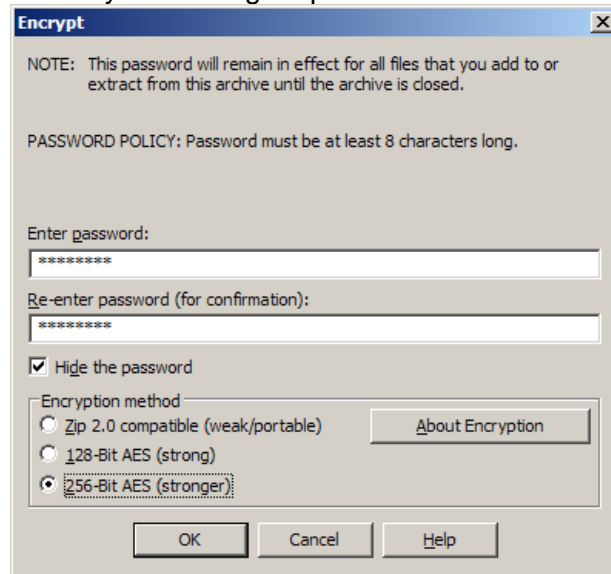 Encrypt
NOTE: This password will remain in effect for all files that you add to or
extract from this archive until the archive is closed.
PASSWORD POLICY: Password must be at least 8 characters long.
Enter password:
********
Re-enter password (for confirmation):
********
Hide the password
Encryption method
Zip 2.0 compatible (weak/portable)
About Encryption
128-Bit AES (strong)
256-Bit AES (stronger)
OK Cancel Help